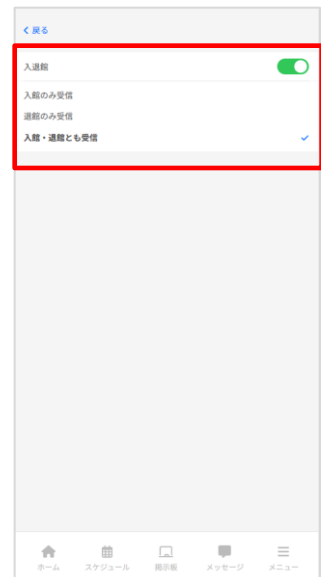 戻る
入退館
入館のみ受信
退館のみ受信
入館・退館とも受信
ホーム スケジュール 掲示板 メッセージ メニュー